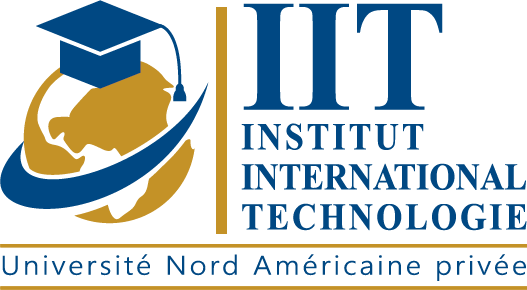 IIT
INSTITUT
INTERNATIONAL
TECHNOLOGIE
Université Nord Américaine privée